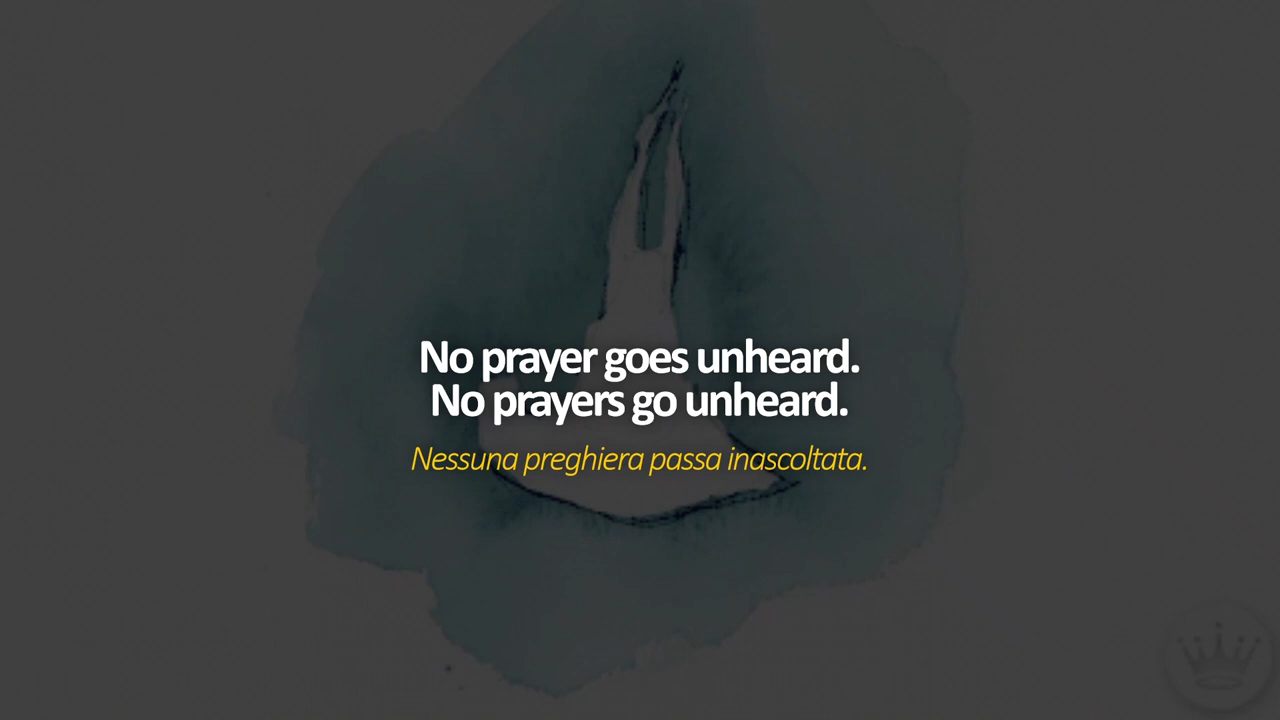 No prayer goes unheard.
No prayers go unheard.
Nessuna preghiera passa inascoltata.